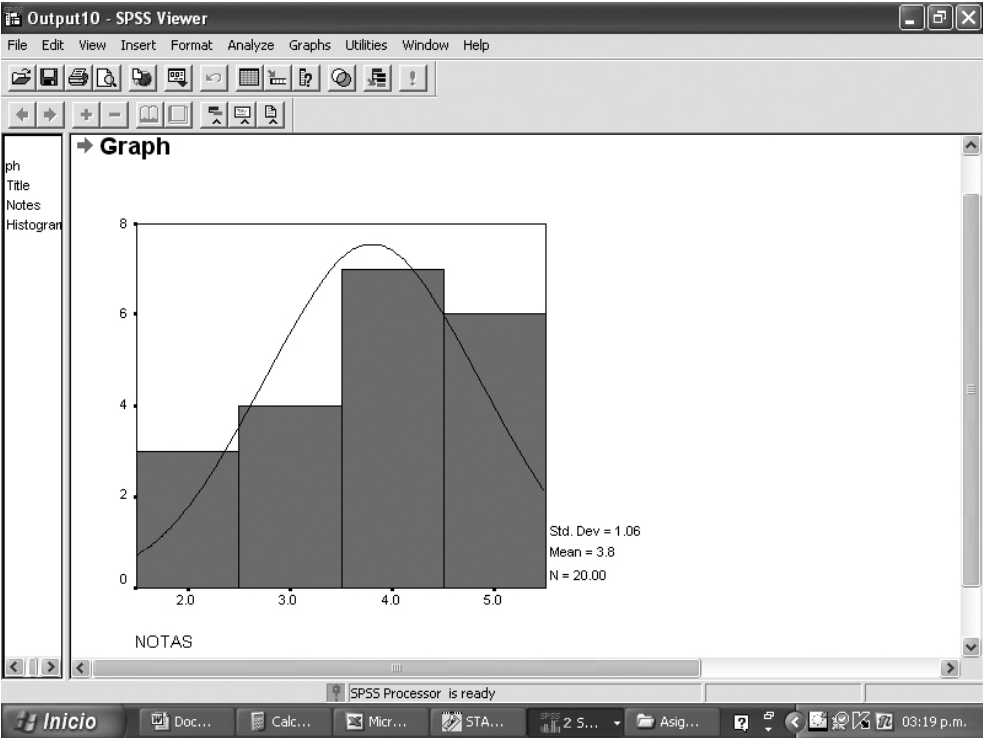 Output10 - SPSS Viewer
File Edit View Insert Format Analyze Graphs Utilities Window Help
ph
Title
Notes
Histogran
Graph
8
6
4
2
0
2.0 3.0 4.0 5.0
Std. Dev = 1.06
Mean = 3.8
N = 20.00
NOTAS
SPSS Processor is ready
Inicio Doc... Calc... Micr... STA... 2 S... Asig... 03:19 p.m.